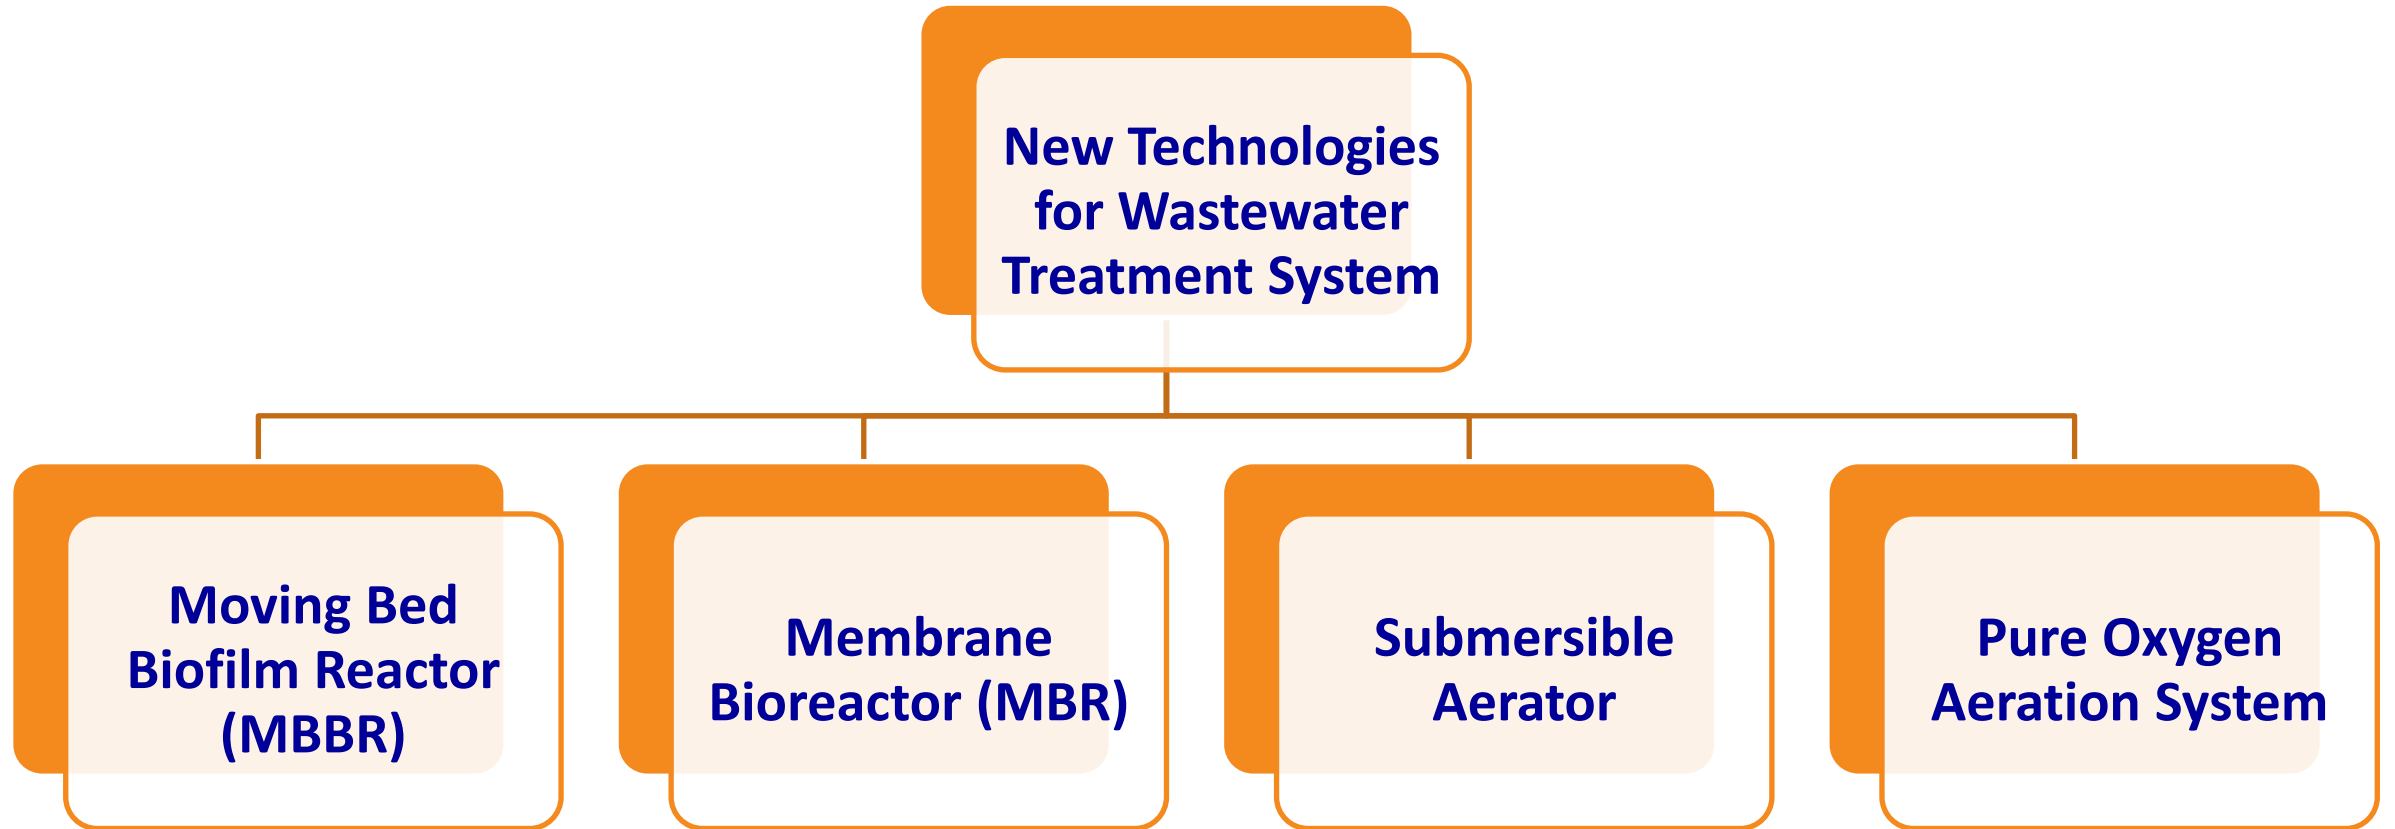 New Technologies
for Wastewater
Treatment System
Moving Bed
Biofilm Reactor
(MBBR)
Membrane
Bioreactor (MBR)
Submersible
Aerator
Pure Oxygen
Aeration System